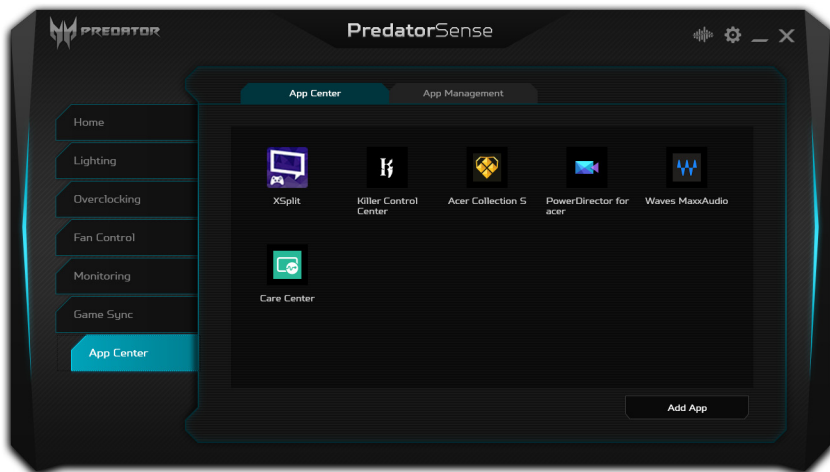 PREDATOR
PredatorSense
App Center
App Management
Home
Lighting
Overclocking
Fan Control
Monitoring
Game Sync
App Center
XSplit
Killer Control
Center
Acer Collection S
PowerDirector for
acer
Waves MaxxAudio
Care Center
Add App